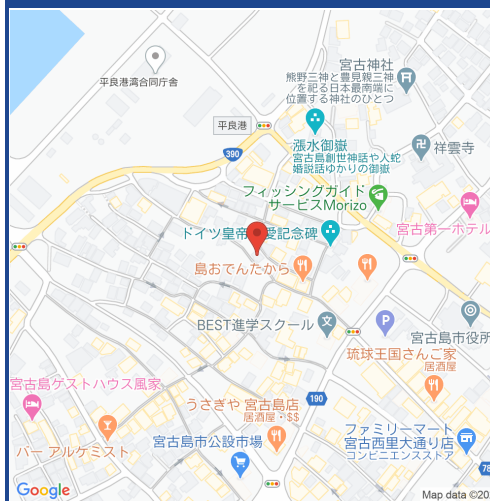 宮古神社
熊野三神と豊見親三神
を祀る日本最南端に
位置する神社のひとつ
平良港湾合同庁舎
平良港
漲水御嶽
宮古島創世神話や人蛇
婚説話ゆかりの御嶽
祥雲寺
390
フィッシングガイド
サービスMorizo
宮古第一ホテル
ドイツ皇帝
愛記念碑
島おでんたから
BEST進学スクール
文
P
宮古島市役所
琉球王国さんご家
居酒屋
宮古島ゲストハウス風家
190
うさぎや 宮古島店
居酒屋・$$
バー アルケミスト
宮古島市公設市場
ファミリーマート
宮古西里大通り店
コンビニエンスストア
78
Google
Map data ©20